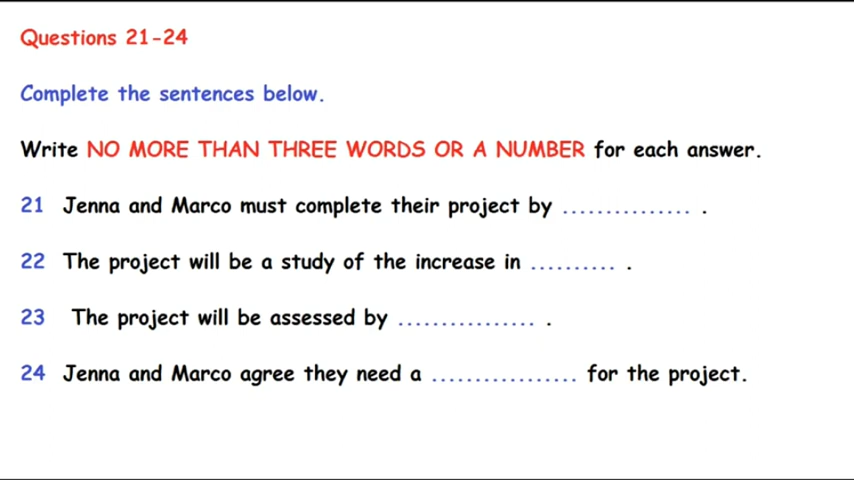 Questions 21-24
Complete the sentences below.
Write NO MORE THAN THREE WORDS OR A NUMBER for each answer.
21 Jenna and Marco must complete their project by ............... .
22 The project will be a study of the increase in .......... .
23 The project will be assessed by ................ .
24 Jenna and Marco agree they need a ................. for the project.